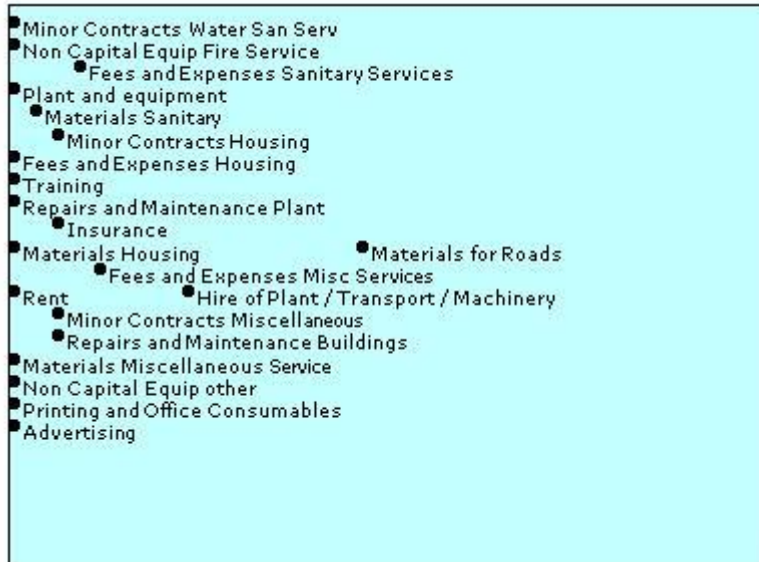 Minor Contracts Water San Serv
Non Capital Equip Fire Service
Fees and Expenses Sanitary Services
Plant and equipment
Materials Sanitary
Minor Contracts Housing
Fees and Expenses Housing
Training
Repairs and Maintenance Plant
Insurance
Materials Housing
Materials for Roads
Fees and Expenses Misc Services
Rent
Hire of Plant / Transport / Machinery
Minor Contracts Miscellaneous
Repairs and Maintenance Buildings
Materials Miscellaneous Service
Non Capital Equip other
Printing and Office Consumables
Advertising